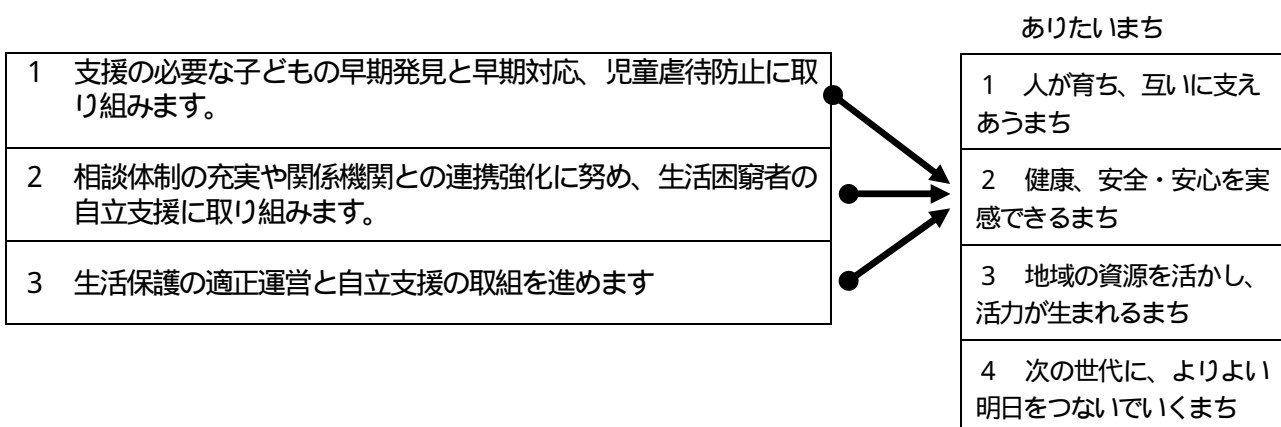 ありたいまち
1 支援の必要な子どもの早期発見と早期対応、児童虐待防止に取
り組みます。
2 相談体制の充実や関係機関との連携強化に努め、生活困窮者の
自立支援に取り組みます。
3 生活保護の適正運営と自立支援の取組を進めます
1 人が育ち、互いに支え
あうまち
2 健康、安全・安心を実
感できるまち
3 地域の資源を活かし、
活力が生まれるまち
4 次の世代に、よりよい
明日をつないでいくまち